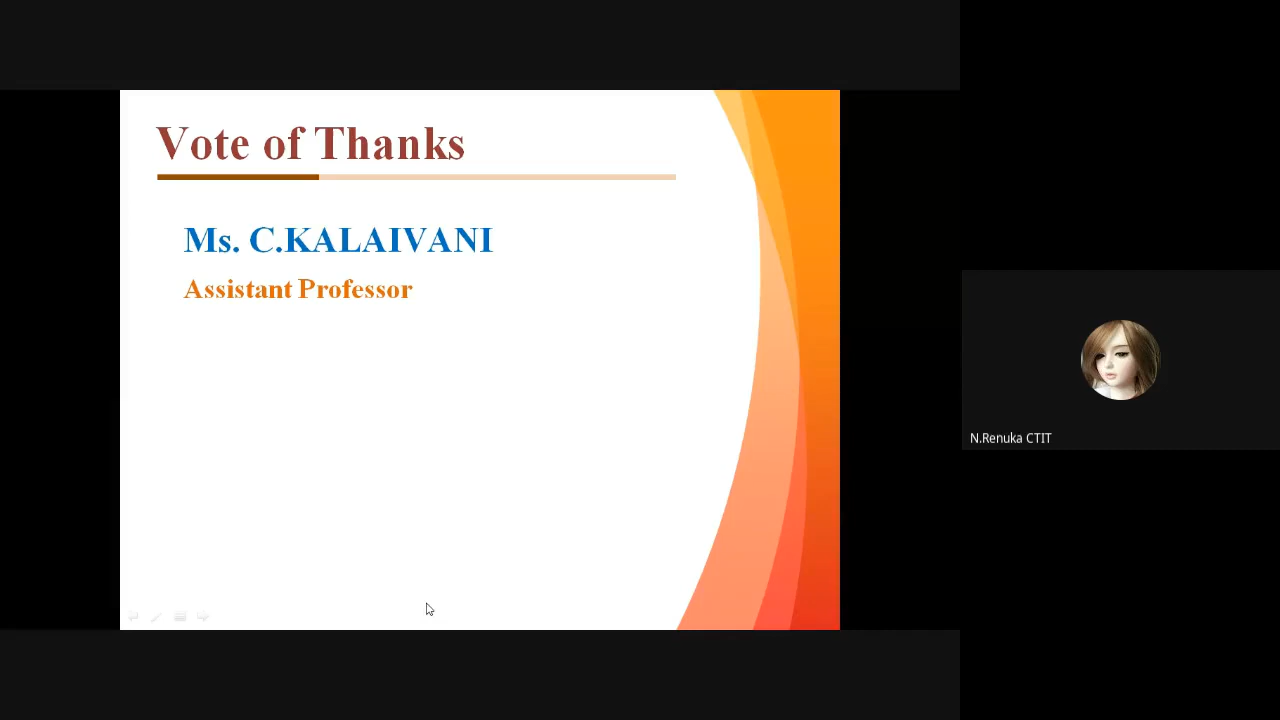 Vote of Thanks
Ms. C.KALAIVANI
Assistant Professor
N.Renuka CTIT